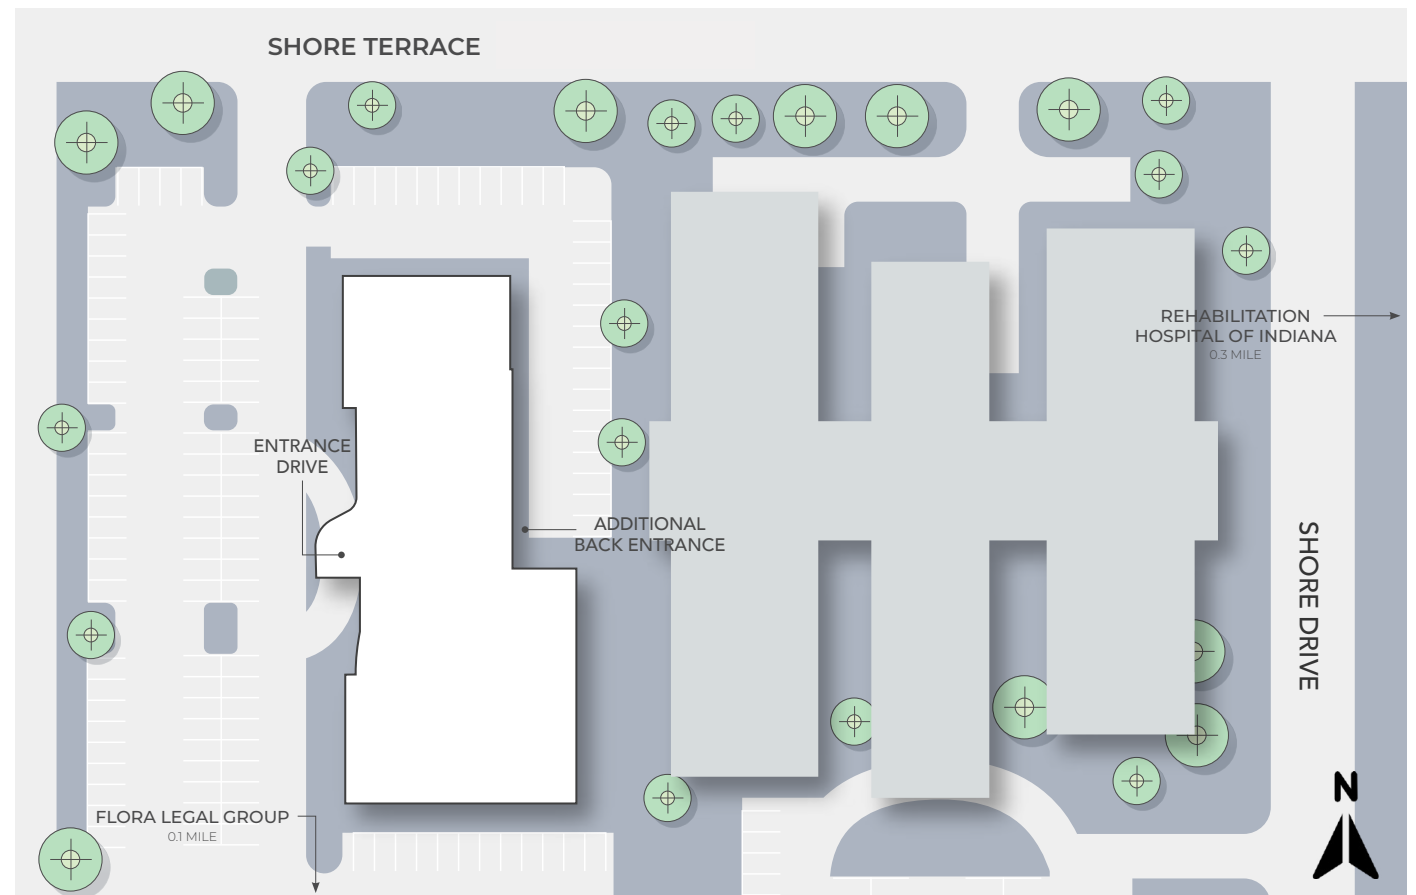 SHORE TERRACE
REHABILITATION
HOSPITAL OF INDIANA
0.3 MILE
ENTRANCE
DRIVE
ADDITIONAL
BACK ENTRANCE
SHORE DRIVE
FLORA LEGAL GROUP
0.1 MILE
N